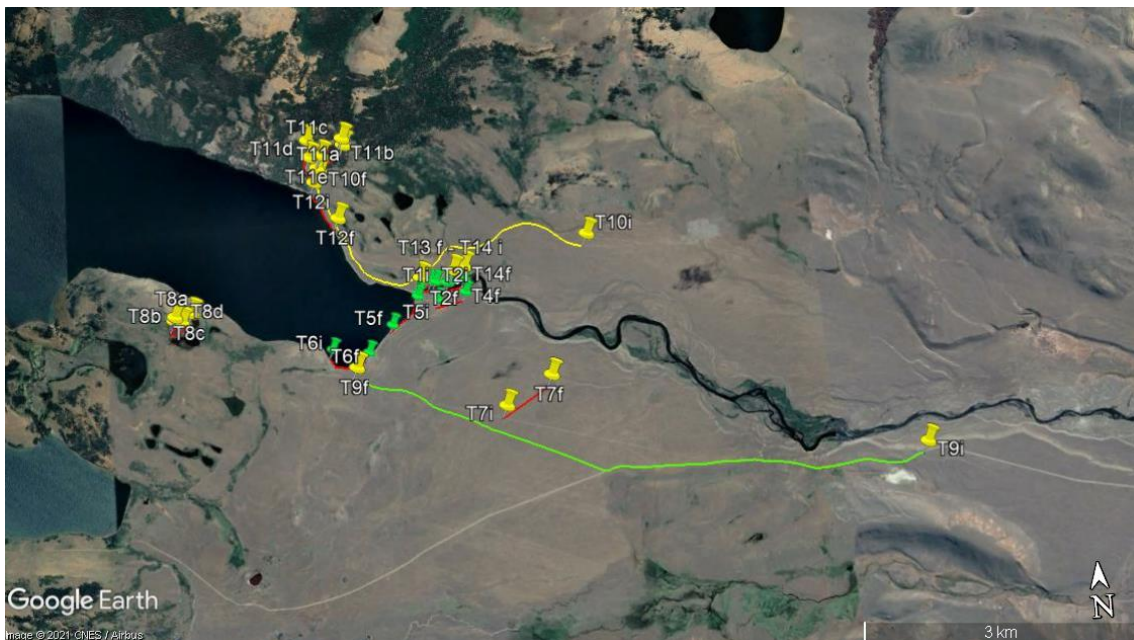 T11c
T11d
T11a
T11b
T11e
T10f
T12i
T12f
T10i
T13 f - T14 i
T1i
T2i
T14f
T2f
T4f
T5i
T5f
T8a
T8d
T8b
T8c
T6i
T6f
T9f
T7f
T7i
T9i
Google Earth
N
Image © 2021 CNES / Airbus
3 km